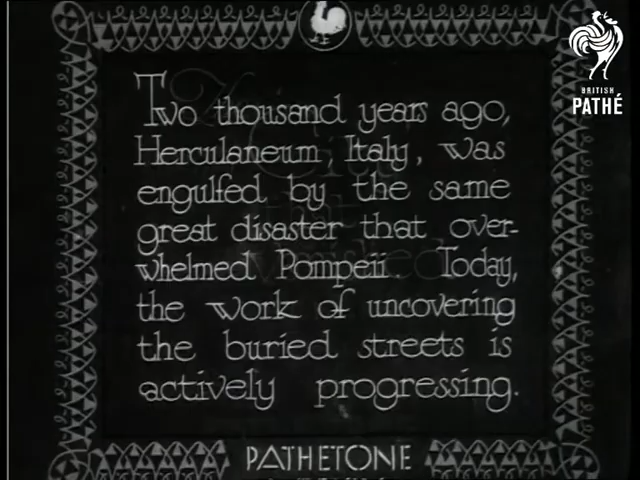 BRITISH
PATHÉ
Two thousand years ago,
Herculaneum, Italy, was
engulfed by the same
great disaster that over-
whelmed Pompeii. Today,
the work of uncovering
the buried streets is
actively progressing.
PATHETONE